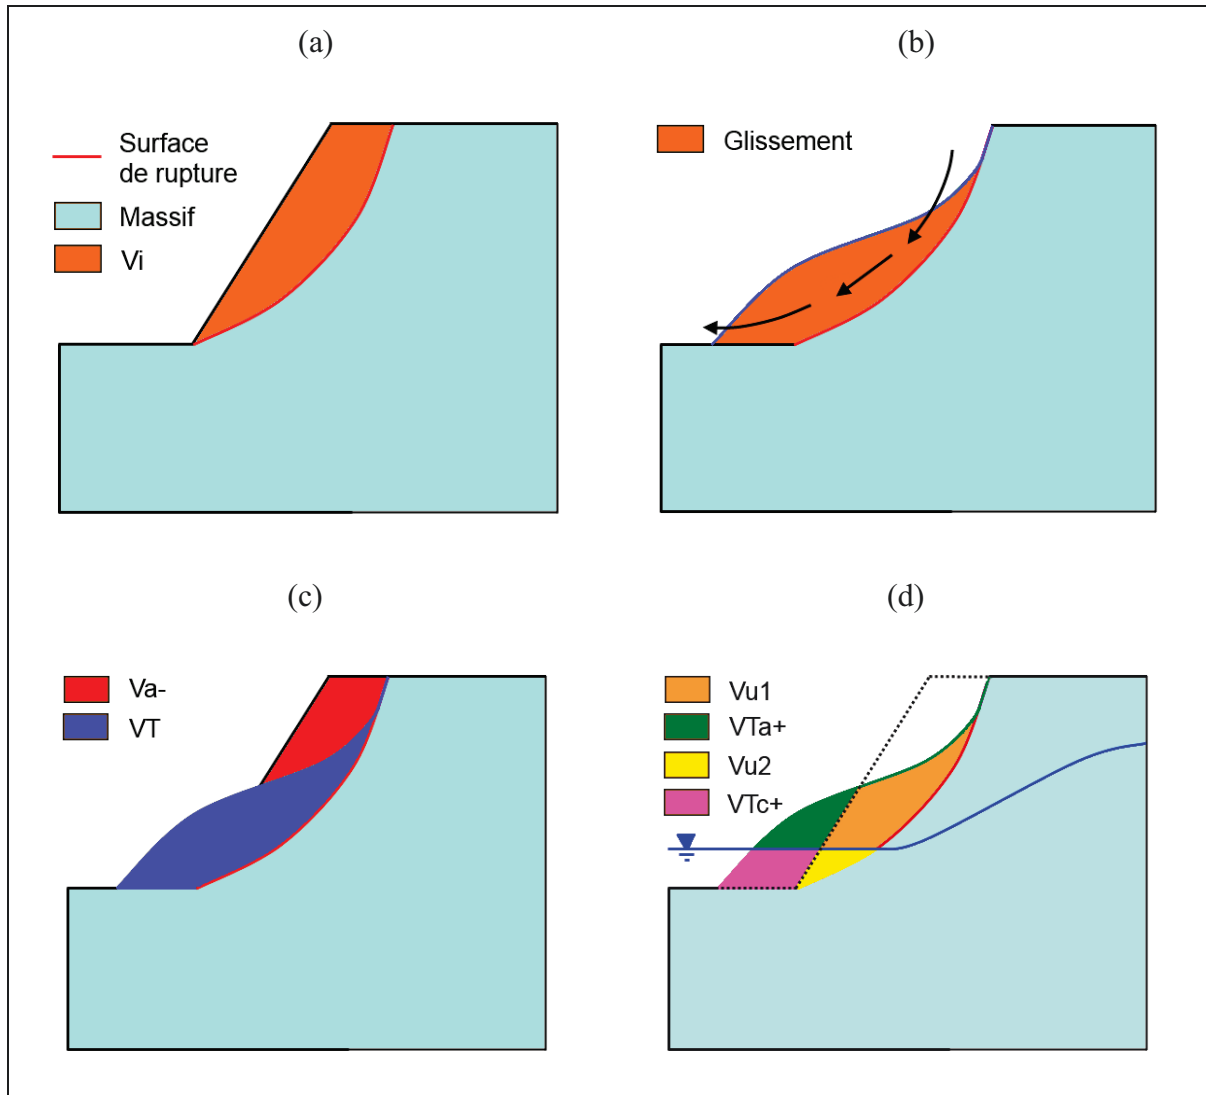 (a)
Surface
de rupture
Massif
Vi
(b)
Glissement
(c)
Va-
VT
(d)
Vu1
VTa+
Vu2
VTc+